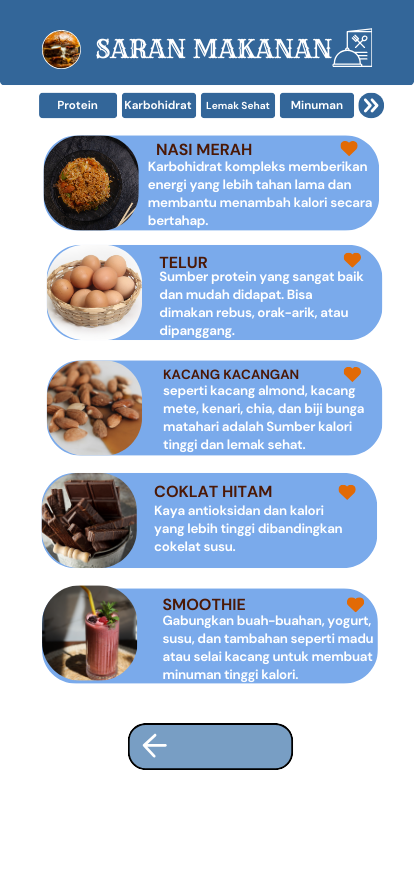 SARAN MAKANAN
Protein
Karbohidrat
Lemak Sehat
Minuman
NASI MERAH
Karbohidrat kompleks memberikan
energi yang lebih tahan lama dan
membantu menambah kalori secara
bertahap.
TELUR
Sumber protein yang sangat baik
dan mudah didapat. Bisa
dimakan rebus, orak-arik, atau
dipanggang.
KACANG KACANGAN
seperti kacang almond, kacang
mete, kenari, chia, dan biji bunga
matahari adalah Sumber kalori
tinggi dan lemak sehat.
COKLAT HITAM
Kaya antioksidan dan kalori
yang lebih tinggi dibandingkan
cokelat susu.
SMOOTHIE
Gabungkan buah-buahan, yogurt,
susu, dan tambahan seperti madu
atau selai kacang untuk membuat
minuman tinggi kalori.